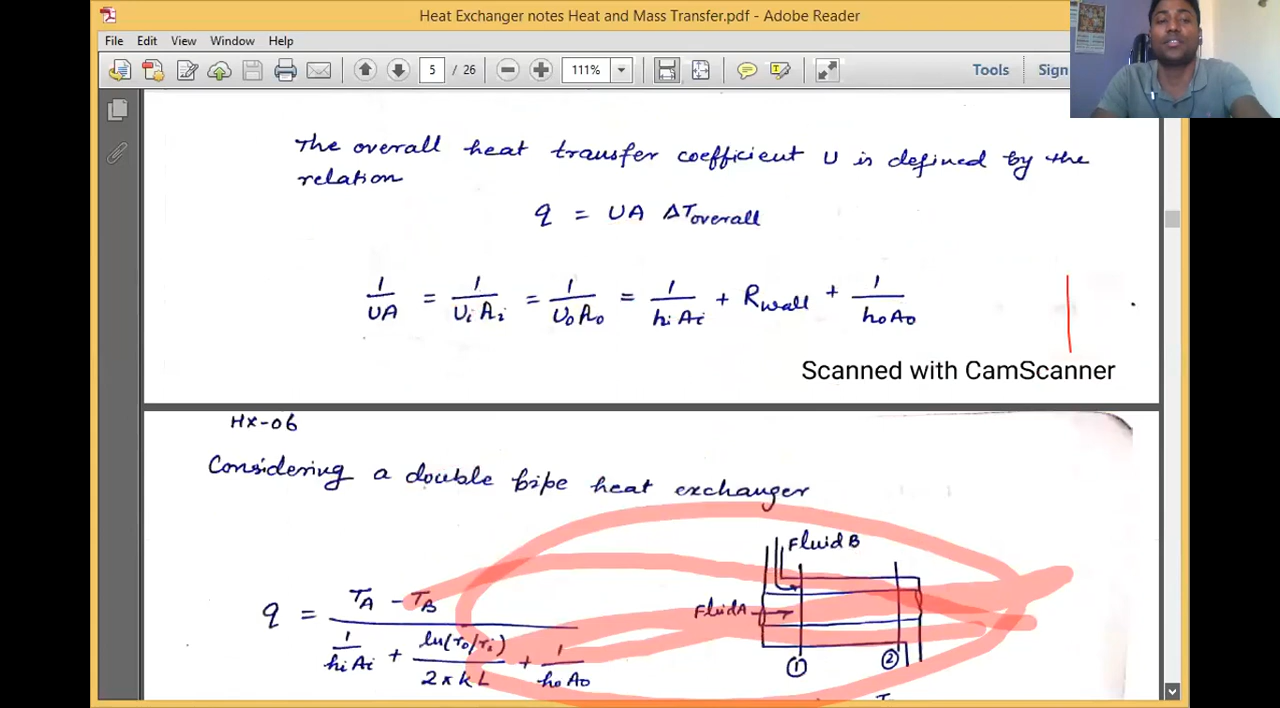 Heat Exchanger notes Heat and Mass Transfer.pdf - Adobe Reader
File Edit View Window Help
5 / 26 111% Tools Sign
The overall heat transfer coefficient U is defined by the
relation
q = UA ΔToverall
1/UA = 1/UiAi = 1/UoAo = 1/hiAi + Rwall + 1/hoAo
Scanned with CamScanner
HX-06
Considering a double pipe heat exchanger
Fluid B
Fluid A
q = (TA - TB) / (1/hiAi + ln(ro/ri)/2πkL + 1/hoAo)
① ②